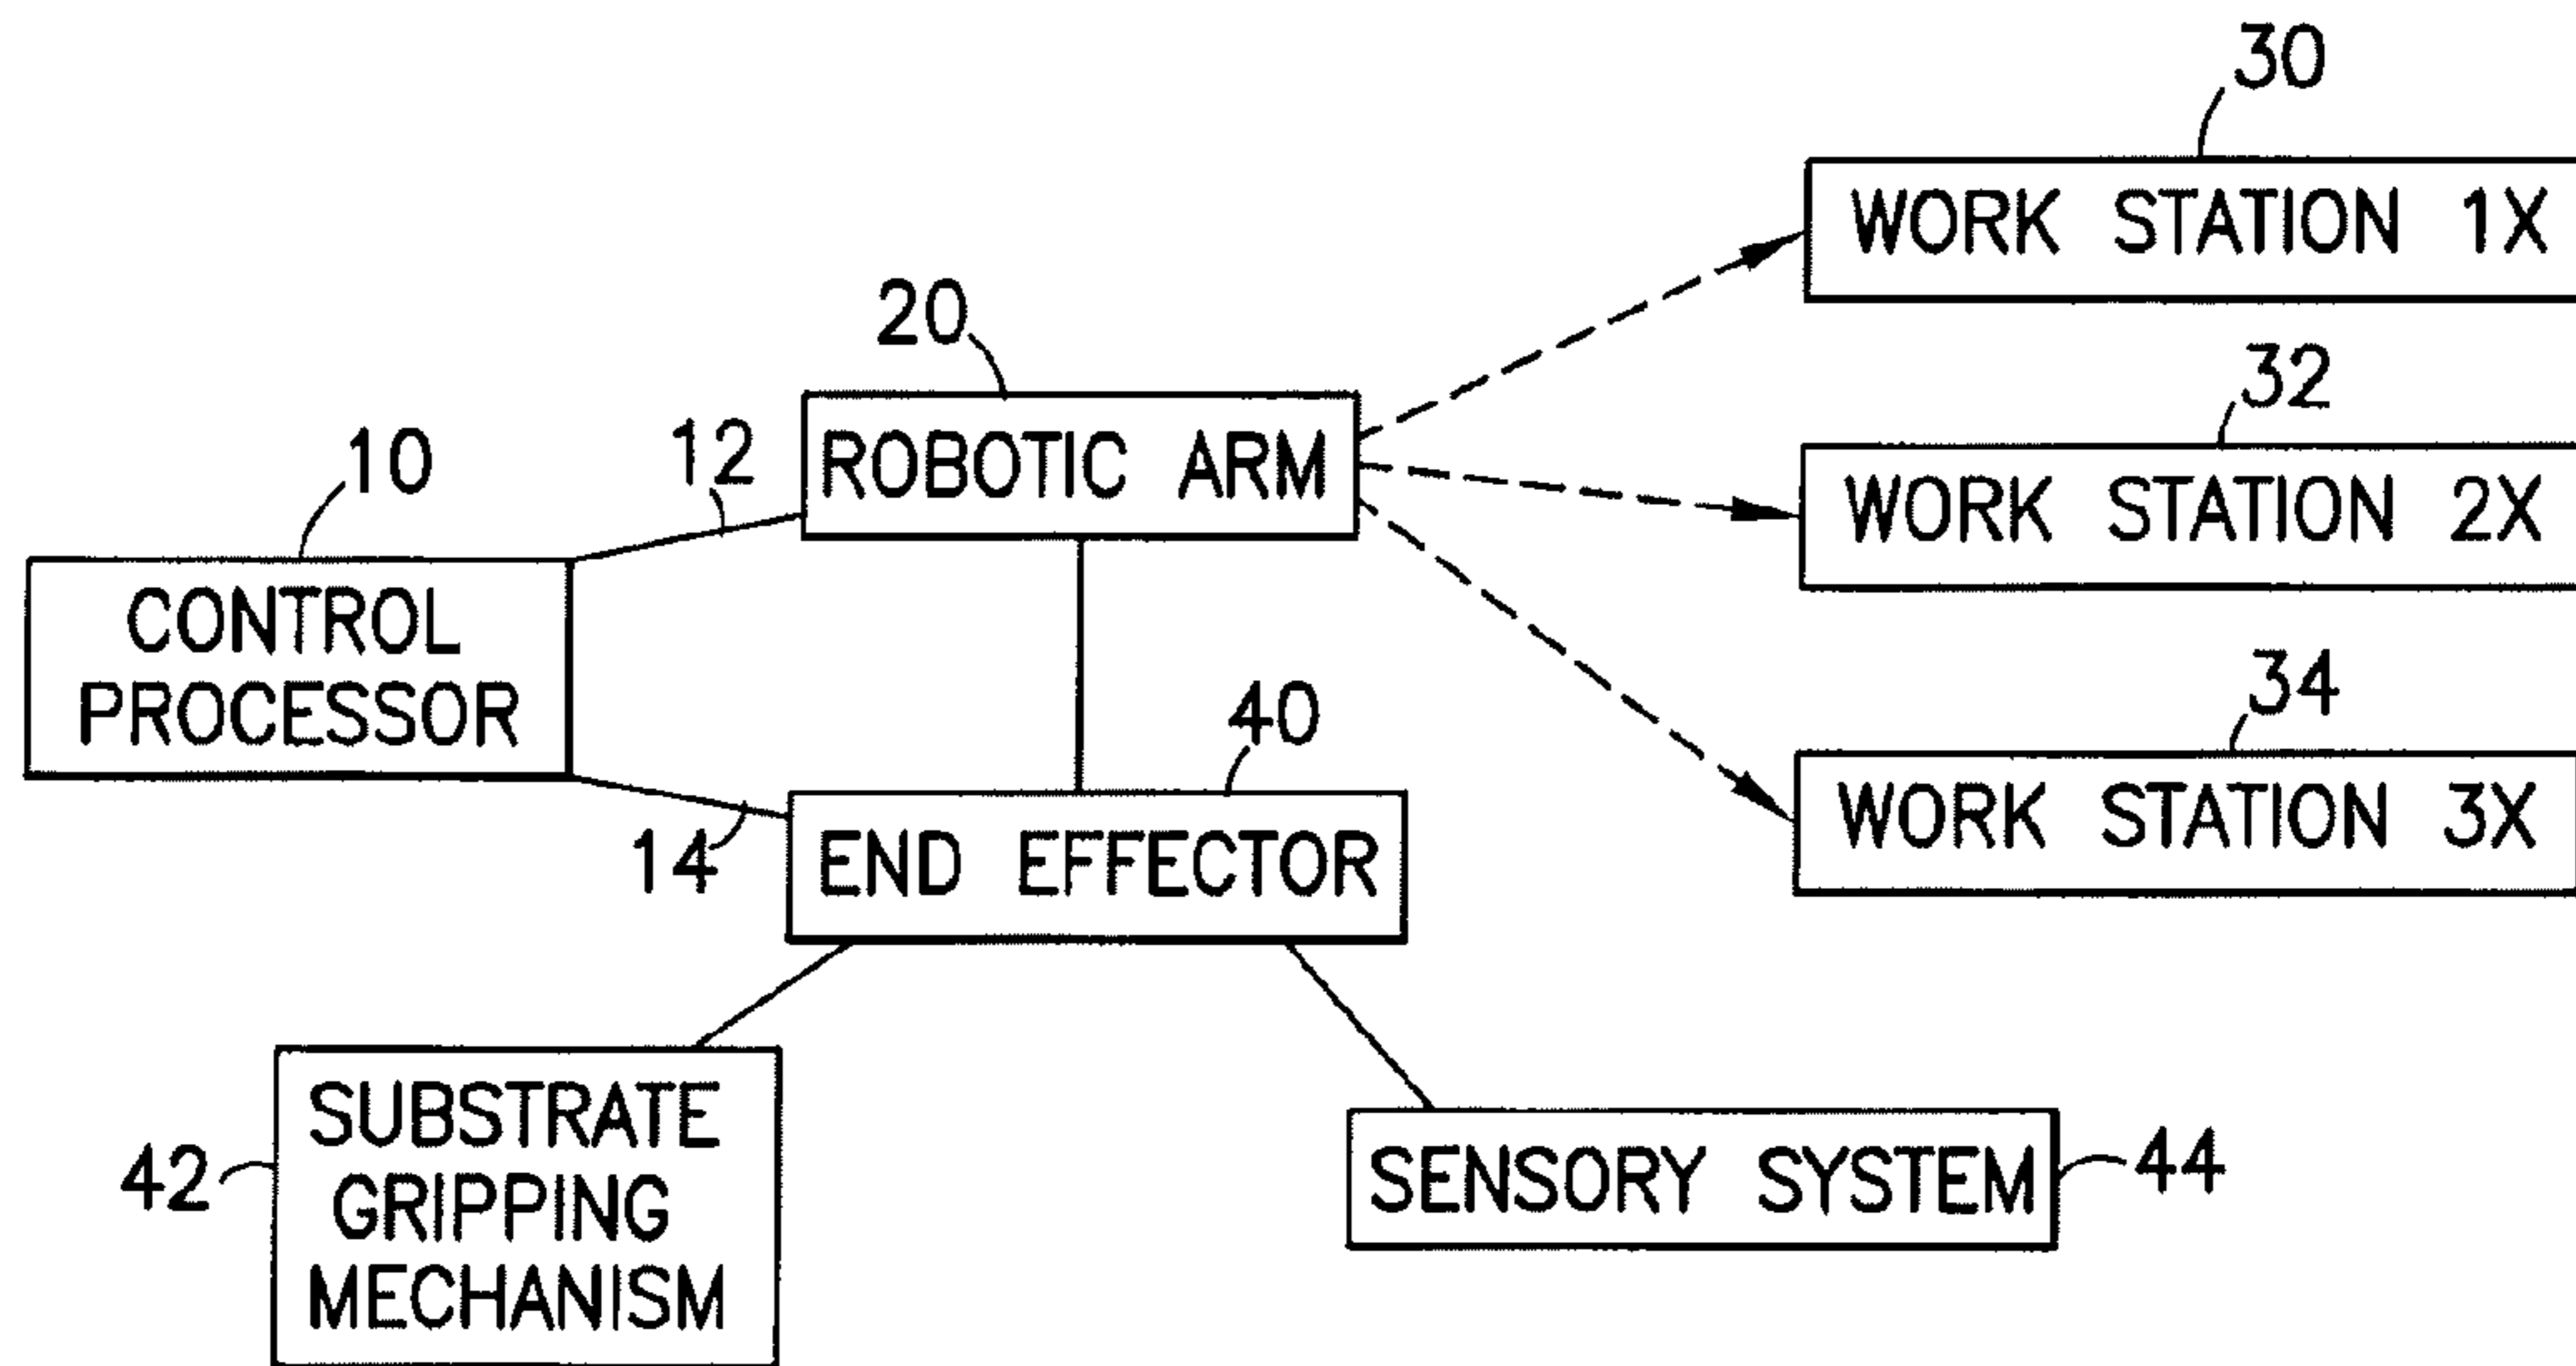 30
WORK STATION 1X
20
32
ROBOTIC ARM
WORK STATION 2X
10
12
CONTROL
PROCESSOR
34
40
WORK STATION 3X
14
END EFFECTOR
42
SUBSTRATE
GRIPPING
MECHANISM
SENSORY SYSTEM
44